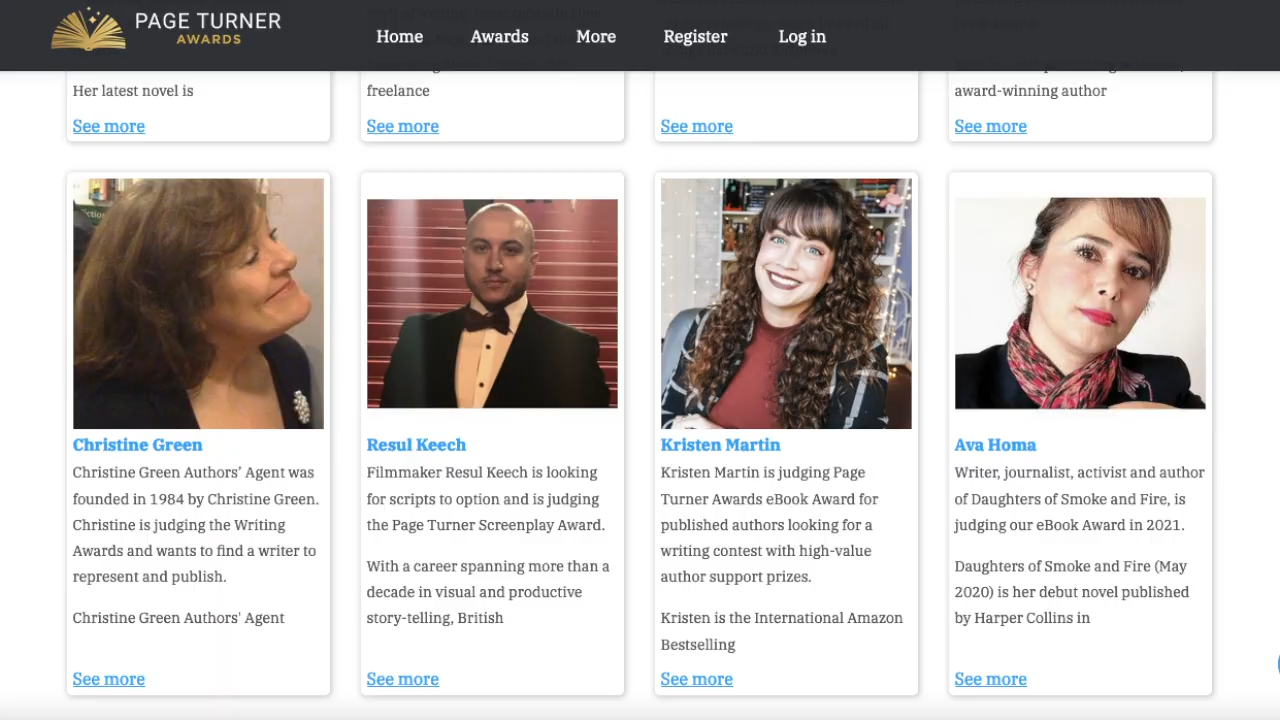 PAGE TURNER
AWARDS
Home
Awards
More
Register
Log in
Her latest novel is
freelance
award-winning author
See more
See more
See more
See more
Christine Green
Christine Green Authors’ Agent was
founded in 1984 by Christine Green.
Christine is judging the Writing
Awards and wants to find a writer to
represent and publish.
Christine Green Authors' Agent
See more
Resul Keech
Filmmaker Resul Keech is looking
for scripts to option and is judging
the Page Turner Screenplay Award.
With a career spanning more than a
decade in visual and productive
story-telling, British
See more
Kristen Martin
Kristen Martin is judging Page
Turner Awards eBook Award for
published authors looking for a
writing contest with high-value
author support prizes.
Kristen is the International Amazon
Bestselling
See more
Ava Homa
Writer, journalist, activist and author
of Daughters of Smoke and Fire, is
judging our eBook Award in 2021.
Daughters of Smoke and Fire (May
2020) is her debut novel published
by Harper Collins in
See more